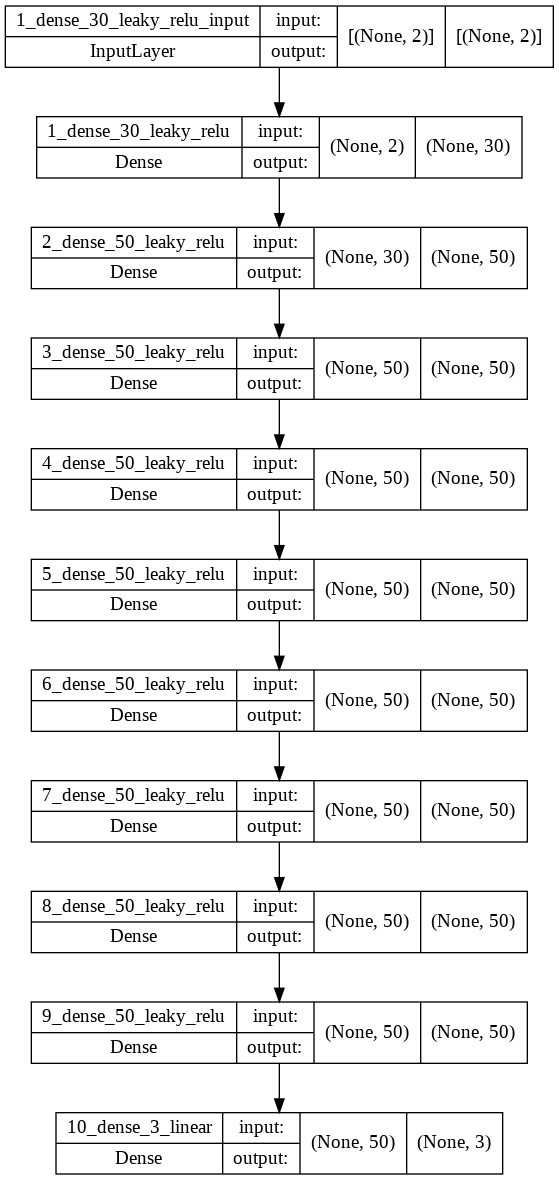 1_dense_30_leaky_relu_input input: [(None, 2)] [(None, 2)]
InputLayer output:
1_dense_30_leaky_relu input: (None, 2) (None, 30)
Dense output:
2_dense_50_leaky_relu input: (None, 30) (None, 50)
Dense output:
3_dense_50_leaky_relu input: (None, 50) (None, 50)
Dense output:
4_dense_50_leaky_relu input: (None, 50) (None, 50)
Dense output:
5_dense_50_leaky_relu input: (None, 50) (None, 50)
Dense output:
6_dense_50_leaky_relu input: (None, 50) (None, 50)
Dense output:
7_dense_50_leaky_relu input: (None, 50) (None, 50)
Dense output:
8_dense_50_leaky_relu input: (None, 50) (None, 50)
Dense output:
9_dense_50_leaky_relu input: (None, 50) (None, 50)
Dense output:
10_dense_3_linear input: (None, 50) (None, 3)
Dense output: